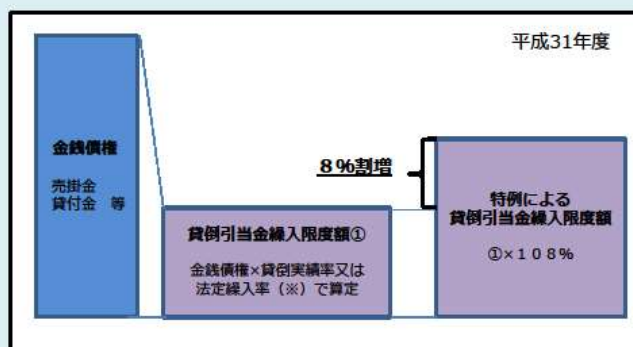 平成31年度
金銭債権
売掛金
貸付金　等
8%割増
貸倒引当金繰入限度額①
金銭債権×貸倒実績率又は
法定繰入率（※）で算定
特例による
貸倒引当金繰入限度額
①×１０８%